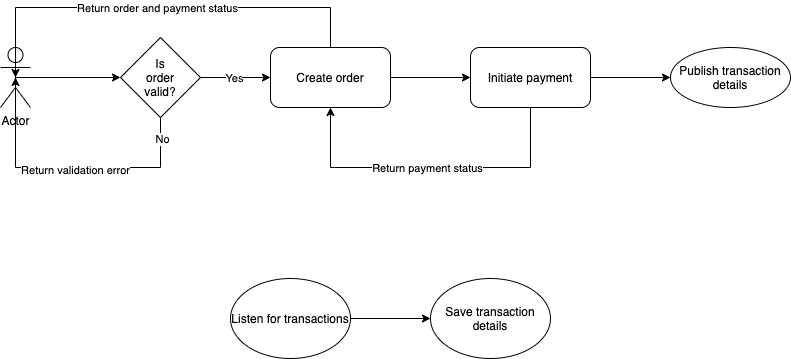 Return order and payment status
Is
order
valid?
Yes
Create order
Initiate payment
Publish transaction
details
Actor
No
Return validation error
Return payment status
Listen for transactions
Save transaction
details